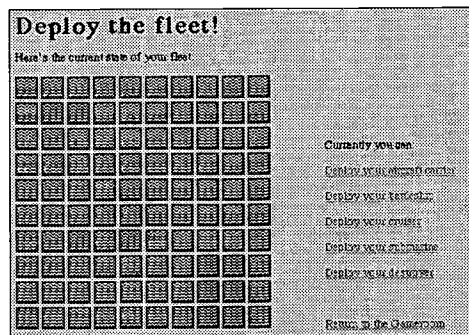 Deploy the fleet!
Here's the current state of your fleet
Currently you can
Deploy your aircraft carrier
Deploy your battleship
Deploy your cruiser
Deploy your submarine
Deploy your destroyer
Return to the Gameroom